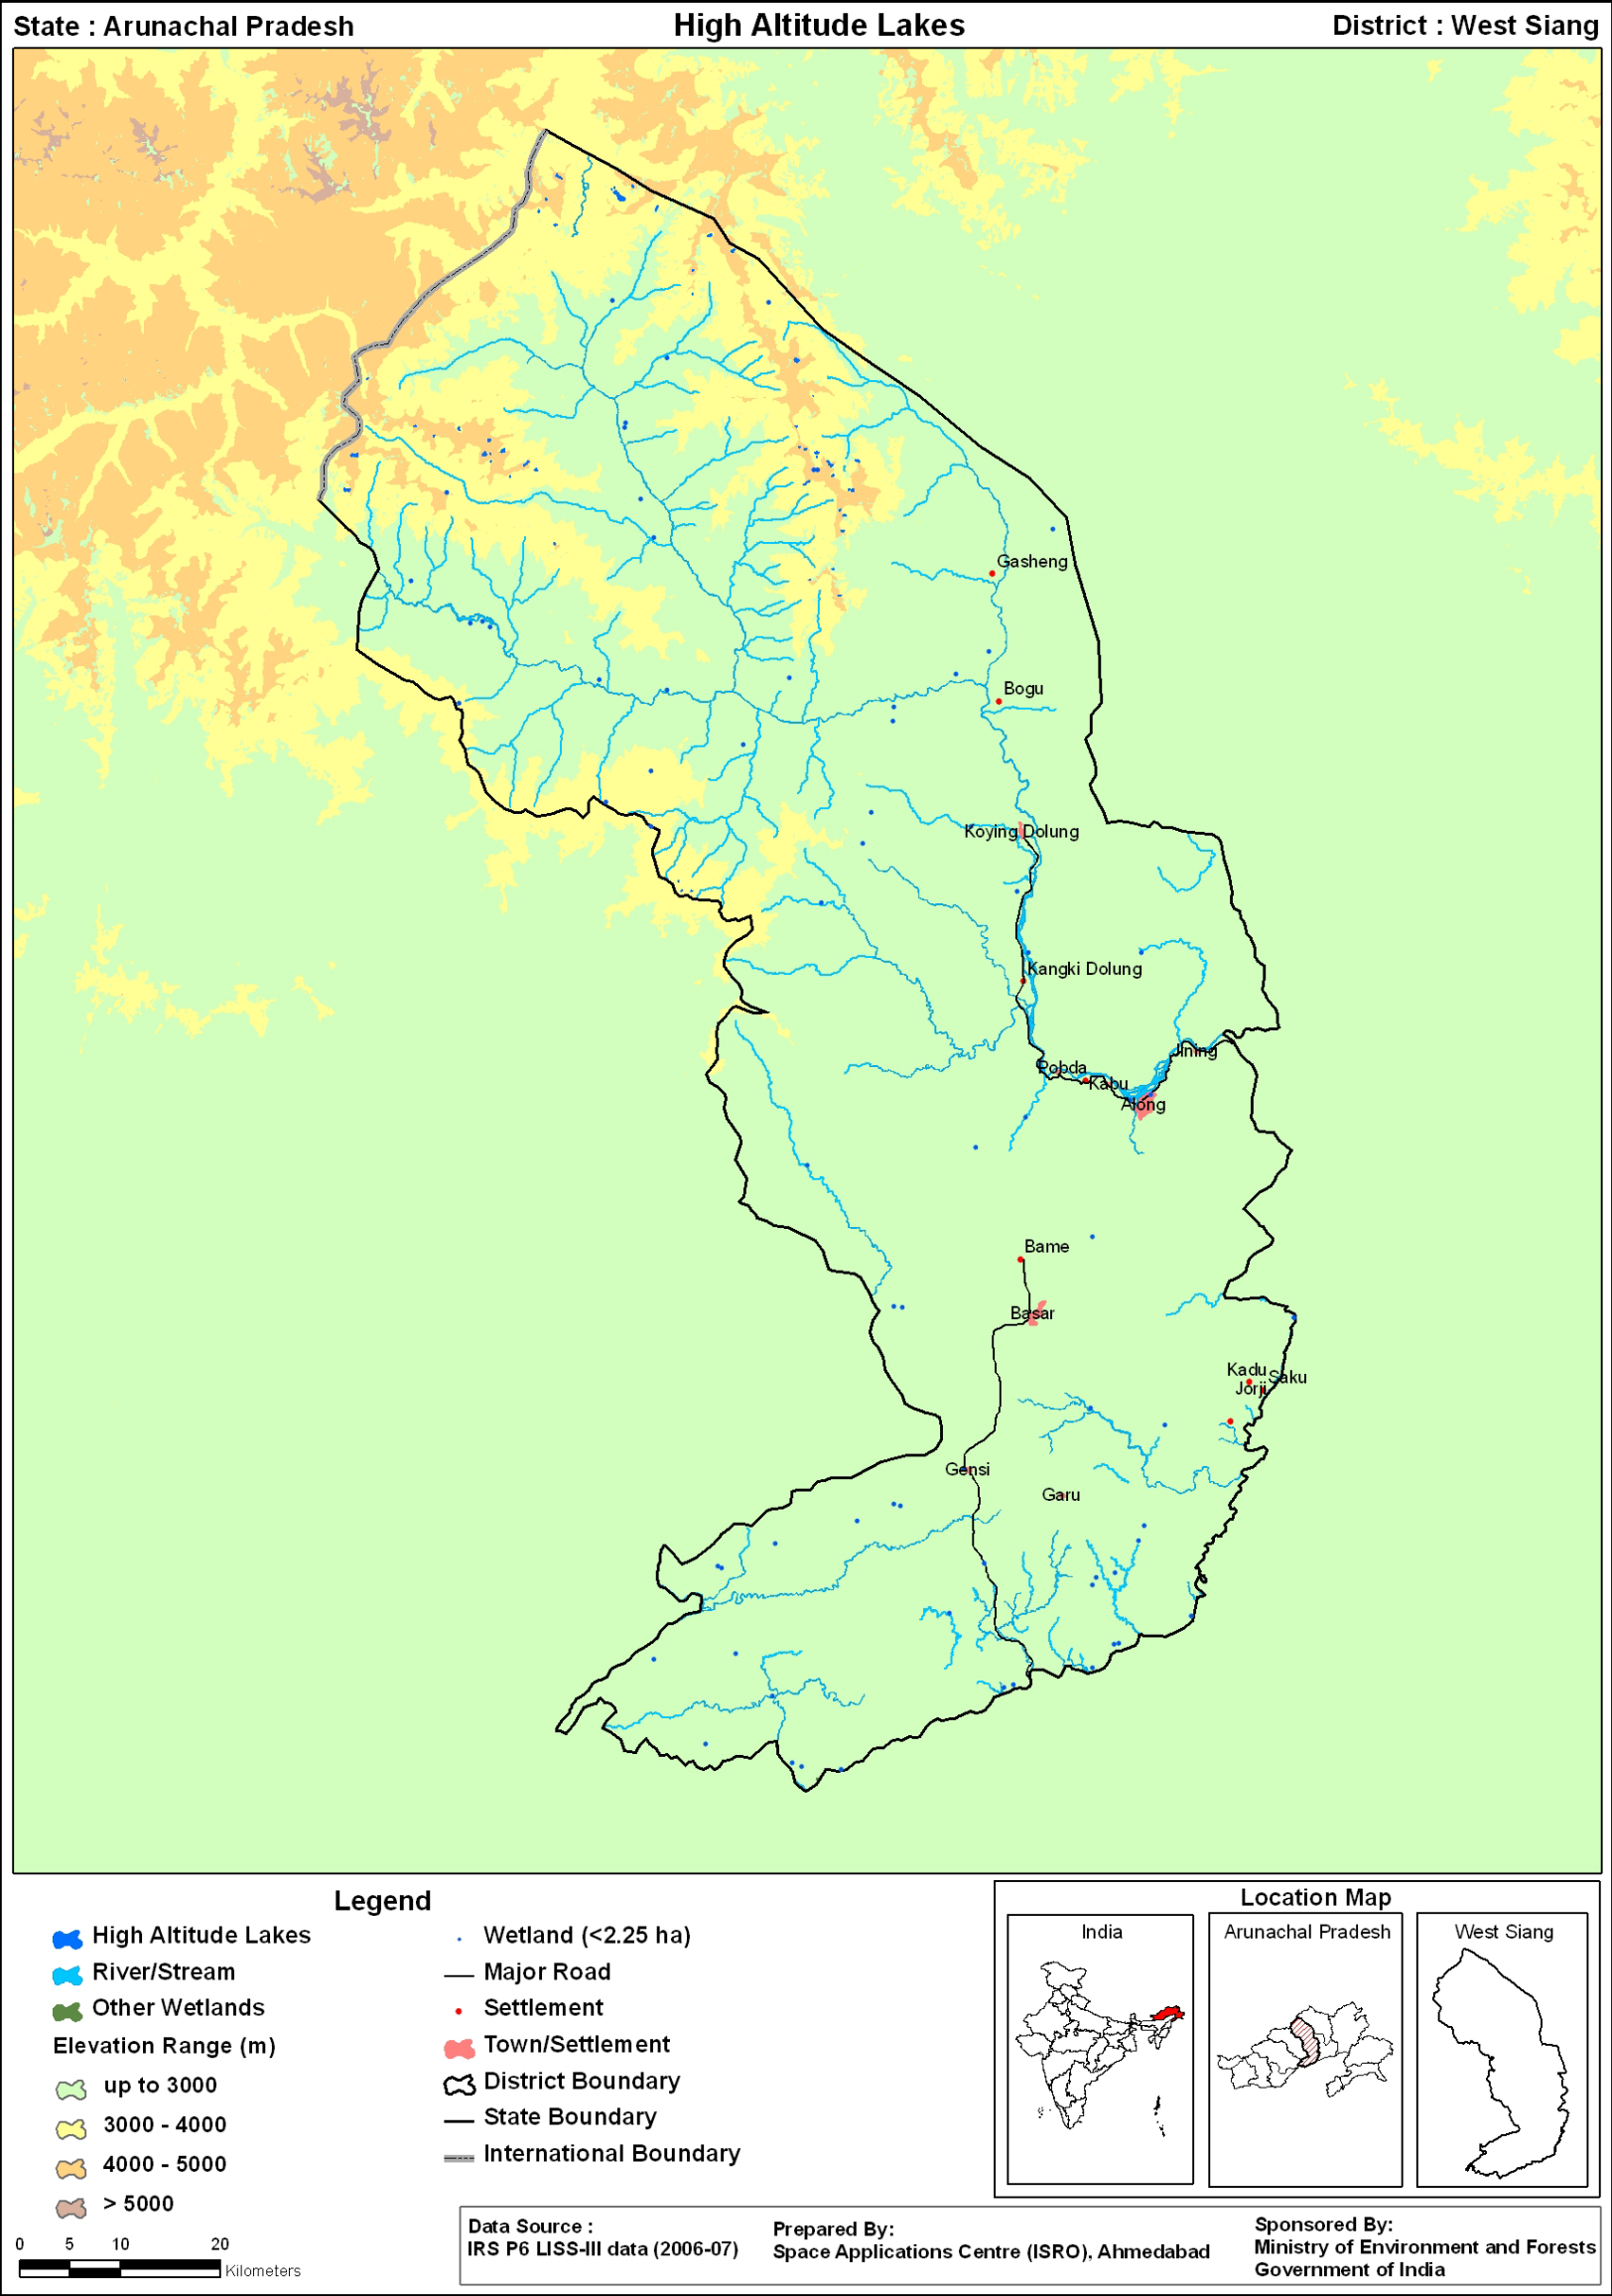 State : Arunachal Pradesh
High Altitude Lakes
District : West Siang
Gasheng
Bogu
Koying Dolung
Kangki Dolung
Jining
Pobda
Kabu
Along
Bame
Basar
Kadu
Saku
Jorji
Gensi
Garu
Legend
High Altitude Lakes
River/Stream
Other Wetlands
Elevation Range (m)
up to 3000
3000 - 4000
4000 - 5000
> 5000
Wetland (<2.25 ha)
Major Road
Settlement
Town/Settlement
District Boundary
State Boundary
International Boundary
0 5 10 20
Kilometers
Location Map
India
Arunachal Pradesh
West Siang
Data Source :
IRS P6 LISS-III data (2006-07)
Prepared By:
Space Applications Centre (ISRO), Ahmedabad
Sponsored By:
Ministry of Environment and Forests
Government of India